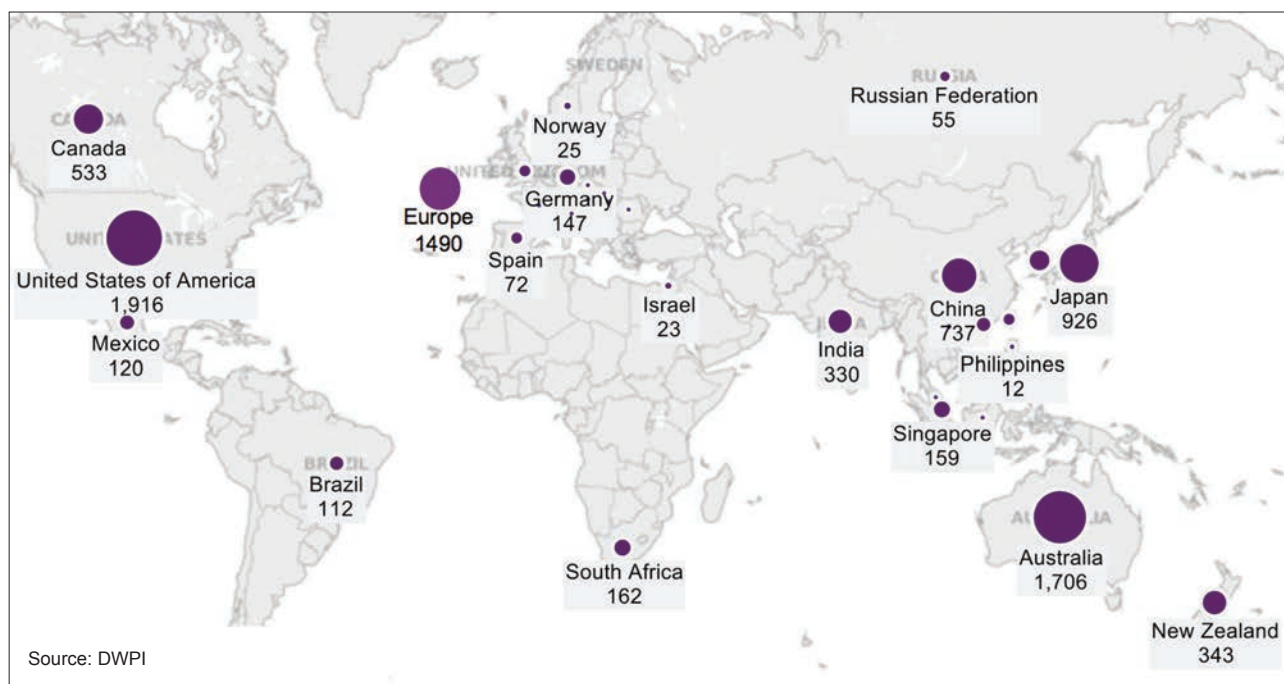 SWEDEN
RUSSIA
Russian Federation
55
Norway
25
CANADA
Canada
533
UNITED KINGDOM
Europe
1490
Germany
147
UNITED STATES
United States of America
1,916
Spain
72
Israel
23
CHINA
China
737
Japan
926
Mexico
120
INDIA
India
330
Philippines
12
Singapore
159
BRAZIL
Brazil
112
South Africa
162
AUSTRALIA
Australia
1,706
New Zealand
343
Source: DWPI